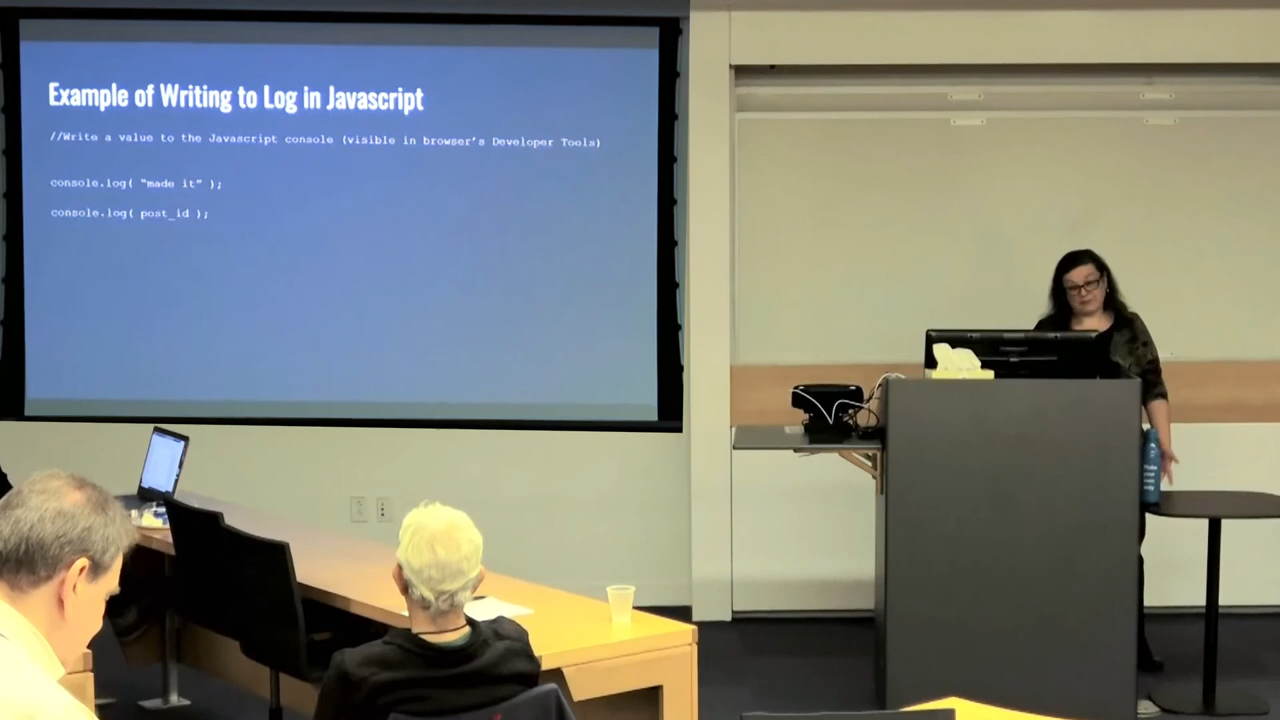 Example of Writing to Log in Javascript
//Write a value to the Javascript console (visible in browser's Developer Tools)
console.log( "made it" );
console.log( post_id );